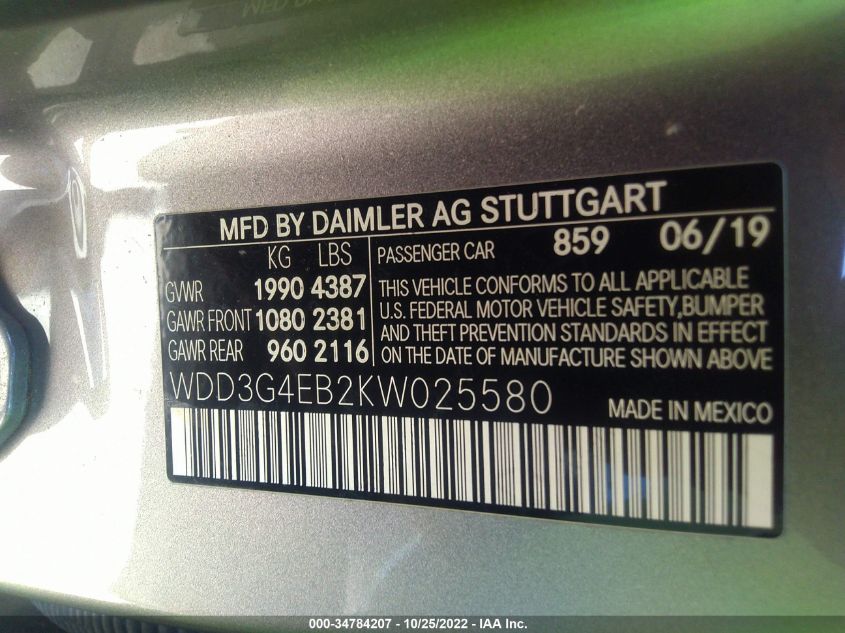 MFD BY DAIMLER AG STUTTGART
KG LBS
GVWR 1990 4387
GAWR FRONT 1080 2381
GAWR REAR 960 2116
PASSENGER CAR 859 06/19
THIS VEHICLE CONFORMS TO ALL APPLICABLE
U.S. FEDERAL MOTOR VEHICLE SAFETY,BUMPER
AND THEFT PREVENTION STANDARDS IN EFFECT
ON THE DATE OF MANUFACTURE SHOWN ABOVE
WDD3G4EB2KW025580
MADE IN MEXICO
000-34784207 - 10/25/2022 - IAA Inc.